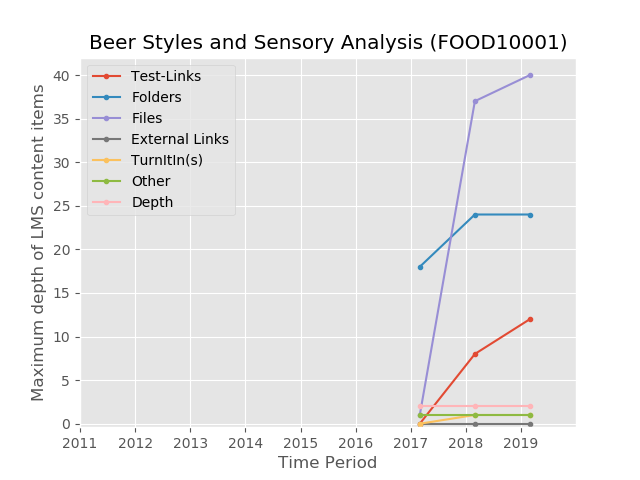 Beer Styles and Sensory Analysis (FOOD10001)
Maximum depth of LMS content items
40
35
30
25
20
15
10
5
0
Test-Links
Folders
Files
External Links
TurnItIn(s)
Other
Depth
2011 2012 2013 2014 2015 2016 2017 2018 2019
Time Period